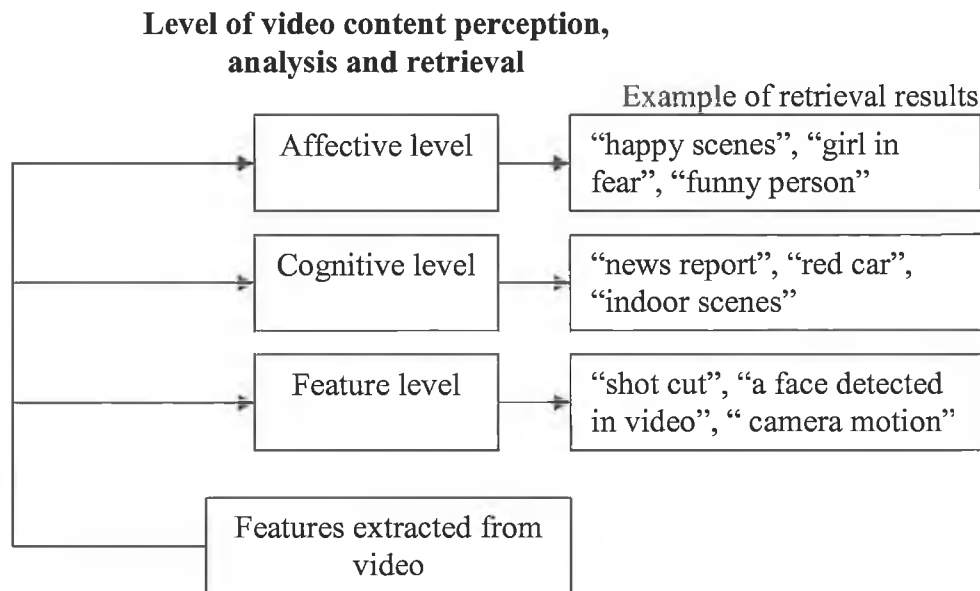 Level of video content perception,
analysis and retrieval
Example of retrieval results
Affective level
“happy scenes”, “girl in
fear”, “funny person”
Cognitive level
“news report”, “red car”,
“indoor scenes”
Feature level
“shot cut”, “a face detected
in video”, “ camera motion”
Features extracted from
video